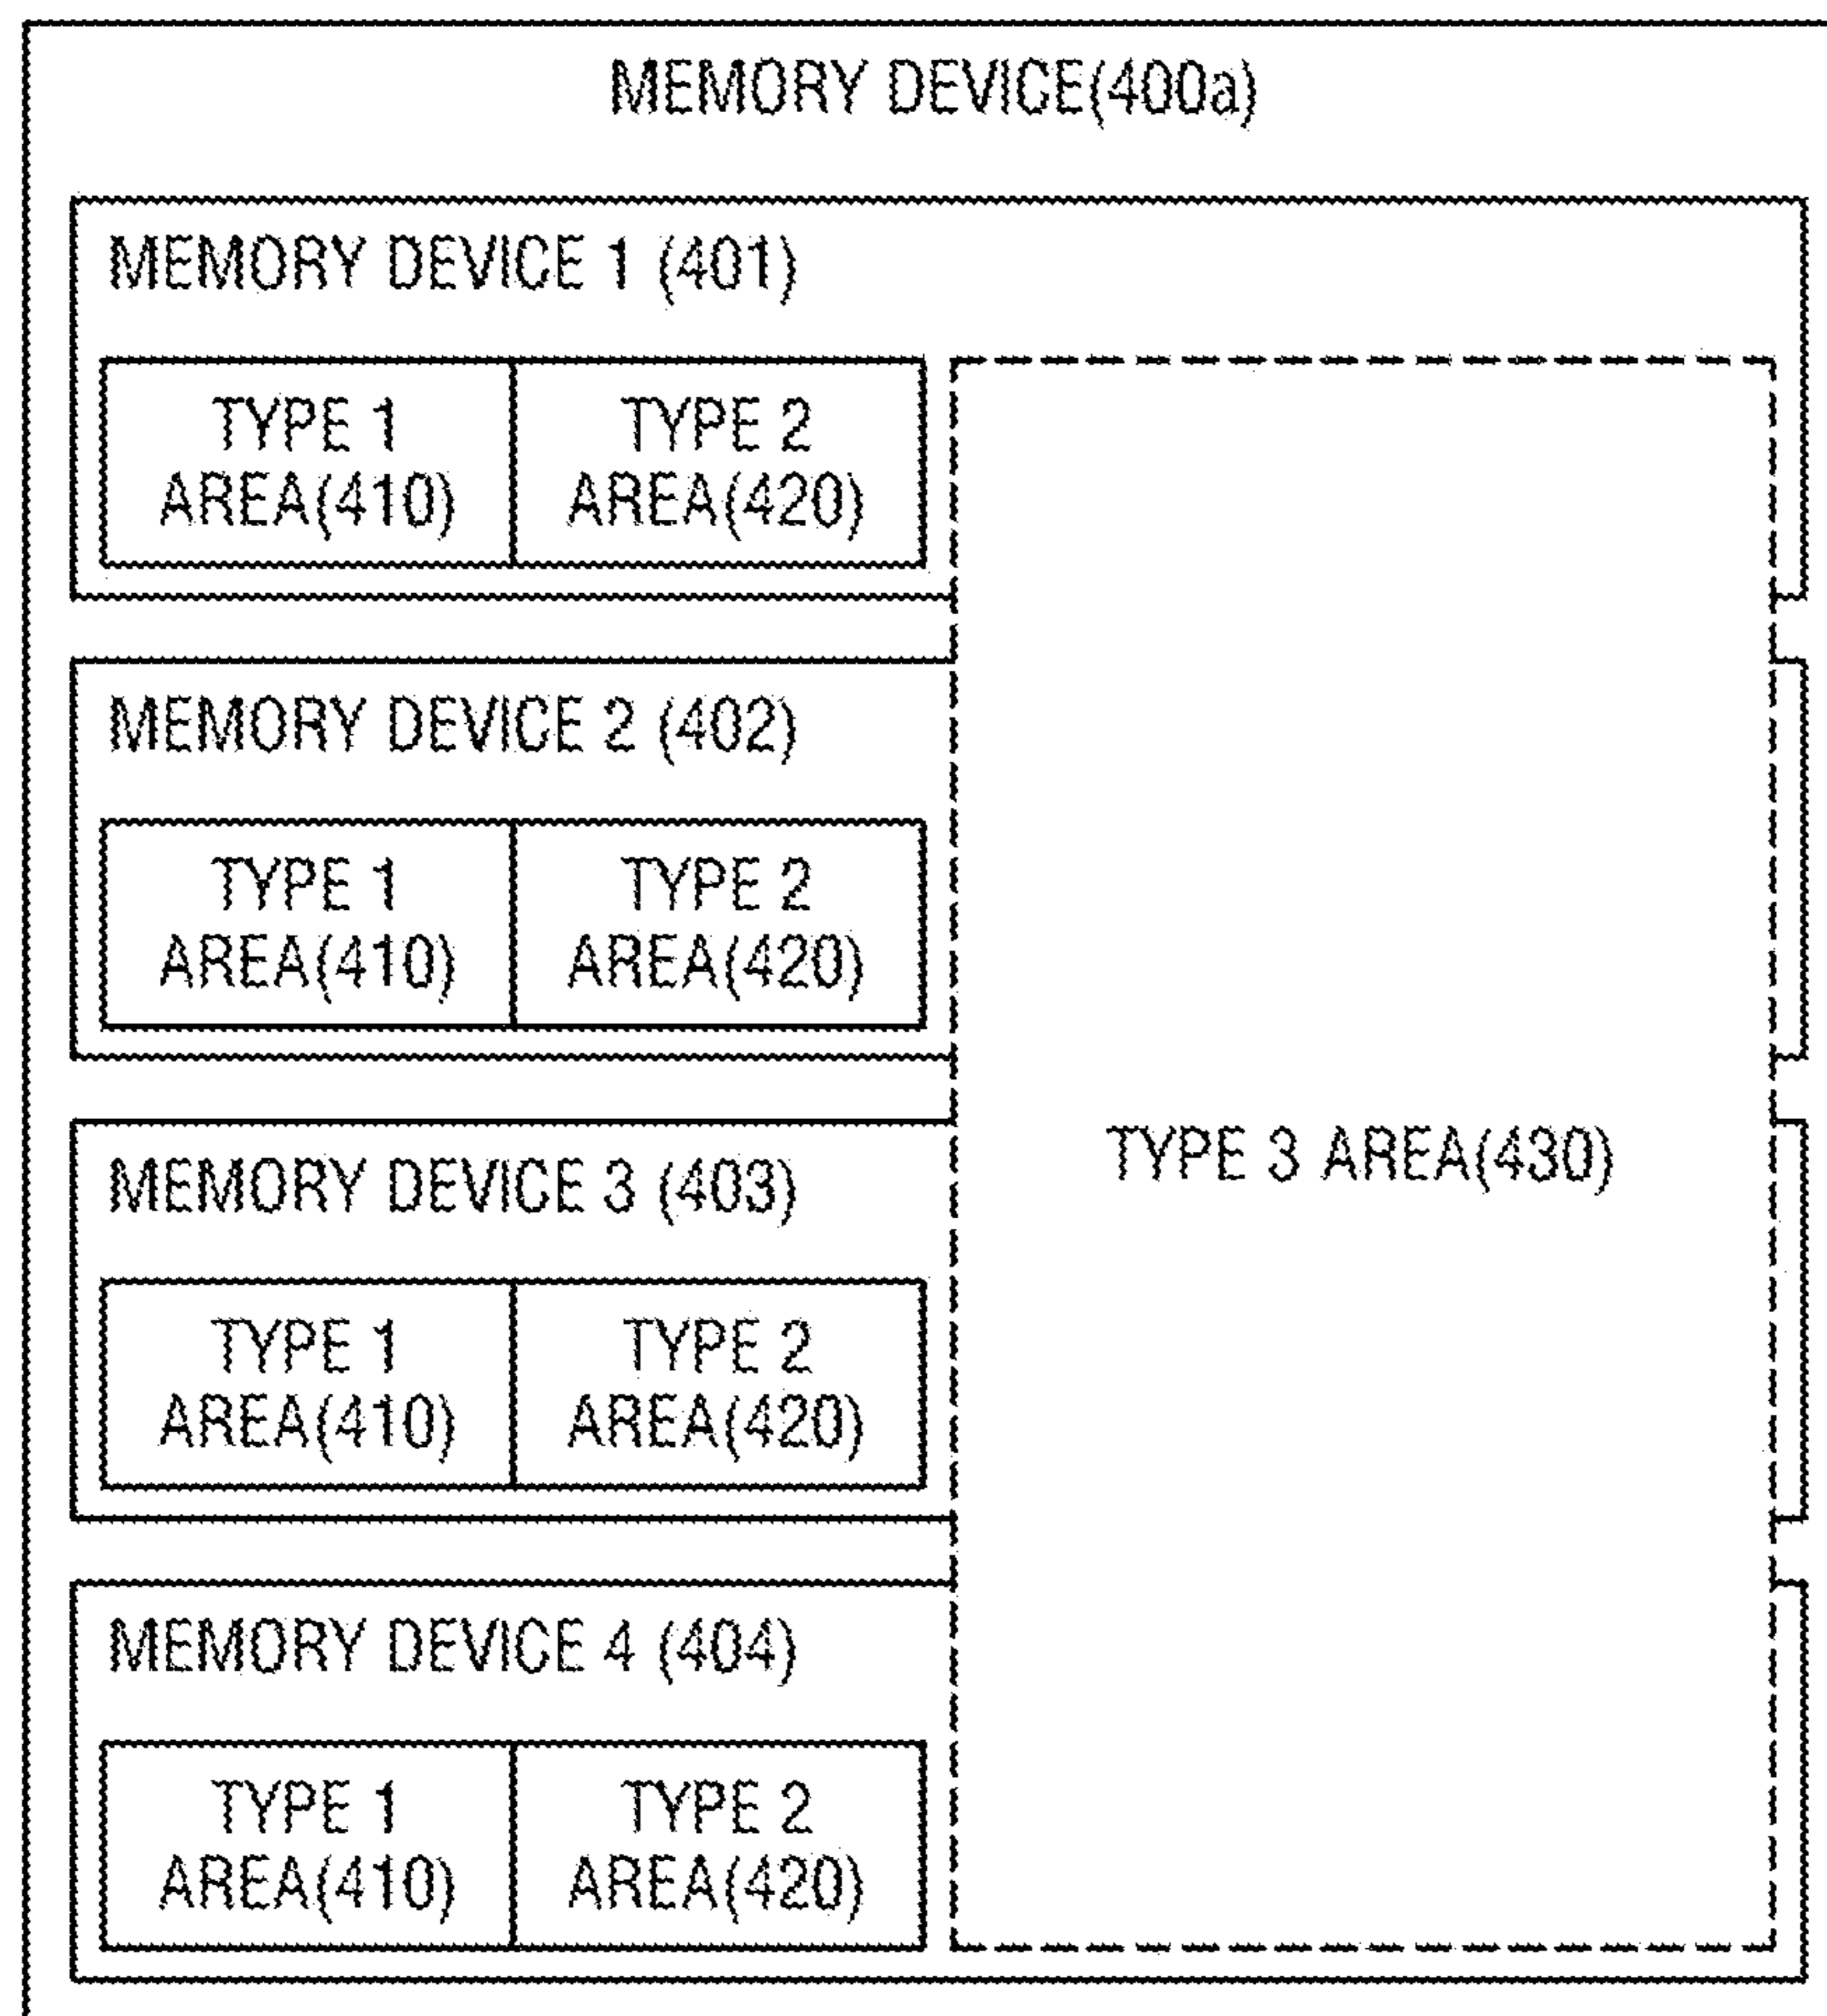 MEMORY DEVICE(400a)
MEMORY DEVICE 1 (401)
TYPE 1
AREA(410)
TYPE 2
AREA(420)
MEMORY DEVICE 2 (402)
TYPE 1
AREA(410)
TYPE 2
AREA(420)
TYPE 3 AREA(430)
MEMORY DEVICE 3 (403)
TYPE 1
AREA(410)
TYPE 2
AREA(420)
MEMORY DEVICE 4 (404)
TYPE 1
AREA(410)
TYPE 2
AREA(420)